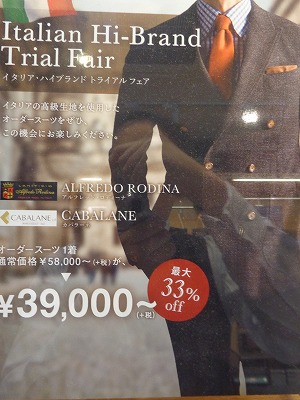 Italian Hi-Brand
Trial Fair
イタリア・ハイブランド トライアル フェア
イタリアの高級生地を使用した
オーダースーツをぜひ、
この機会にお楽しみください。
Alfredo Rodina
ALFREDO RODINA
アルフレッド・ロディーナ
CABALANE
CABALANE
カバラーネ
オーダースーツ1着
通常価格¥58,000~(+税)が、
¥39,000~
(+税)
最大
33%
off